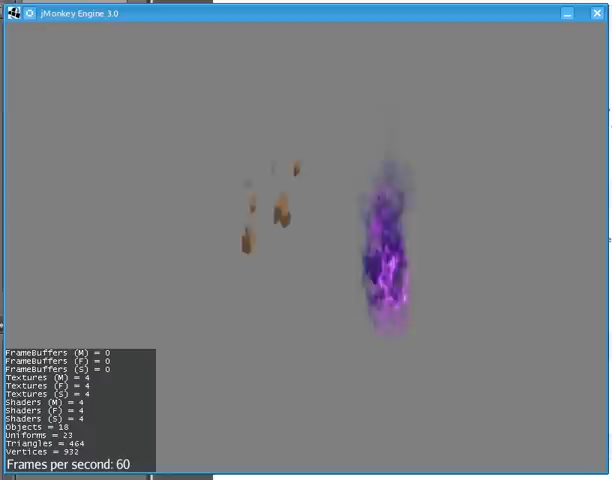 jMonkey Engine 3.0
FrameBuffers (M) = 0
FrameBuffers (F) = 0
FrameBuffers (S) = 0
Textures (M) = 4
Textures (F) = 4
Textures (S) = 4
Shaders (M) = 4
Shaders (F) = 4
Shaders (S) = 4
Objects = 18
Uniforms = 23
Triangles = 464
Vertices = 932
Frames per second: 60